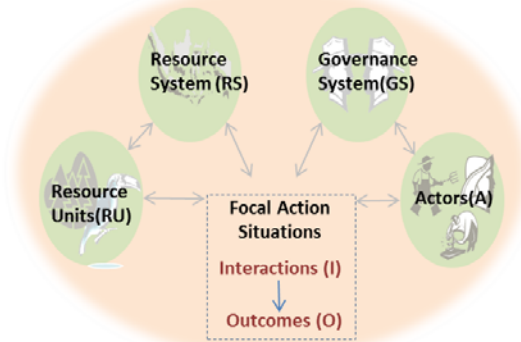 Resource
System (RS)
Governance
System(GS)
Resource
Units(RU)
Actors(A)
Focal Action
Situations
Interactions (I)
Outcomes (O)